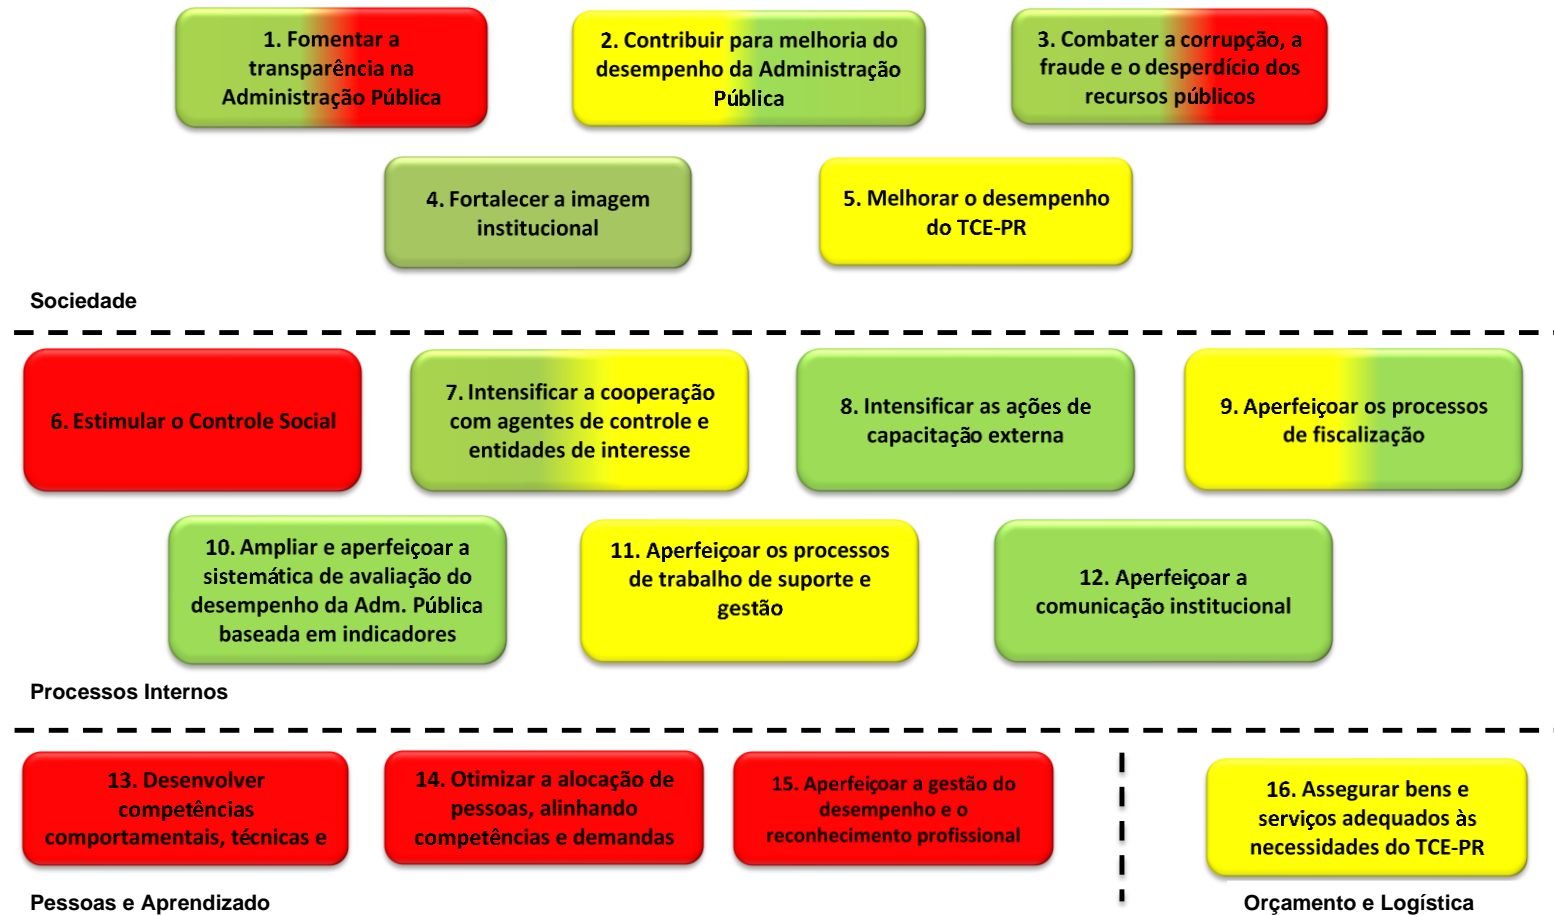 1. Fomentar a
transparência na
Administração Pública
2. Contribuir para melhoria do
desempenho da Administração
Pública
3. Combater a corrupção, a
fraude e o desperdício dos
recursos públicos
4. Fortalecer a imagem
institucional
5. Melhorar o desempenho
do TCE-PR
Sociedade
6. Estimular o Controle Social
7. Intensificar a cooperação
com agentes de controle e
entidades de interesse
8. Intensificar as ações de
capacitação externa
9. Aperfeiçoar os processos
de fiscalização
10. Ampliar e aperfeiçoar a
sistemática de avaliação do
desempenho da Adm. Pública
baseada em indicadores
11. Aperfeiçoar os processos
de trabalho de suporte e
gestão
12. Aperfeiçoar a
comunicação institucional
Processos Internos
13. Desenvolver
competências
comportamentais, técnicas e
14. Otimizar a alocação de
pessoas, alinhando
competências e demandas
15. Aperfeiçoar a gestão do
desempenho e o
reconhecimento profissional
16. Assegurar bens e
serviços adequados às
necessidades do TCE-PR
Pessoas e Aprendizado
Orçamento e Logística